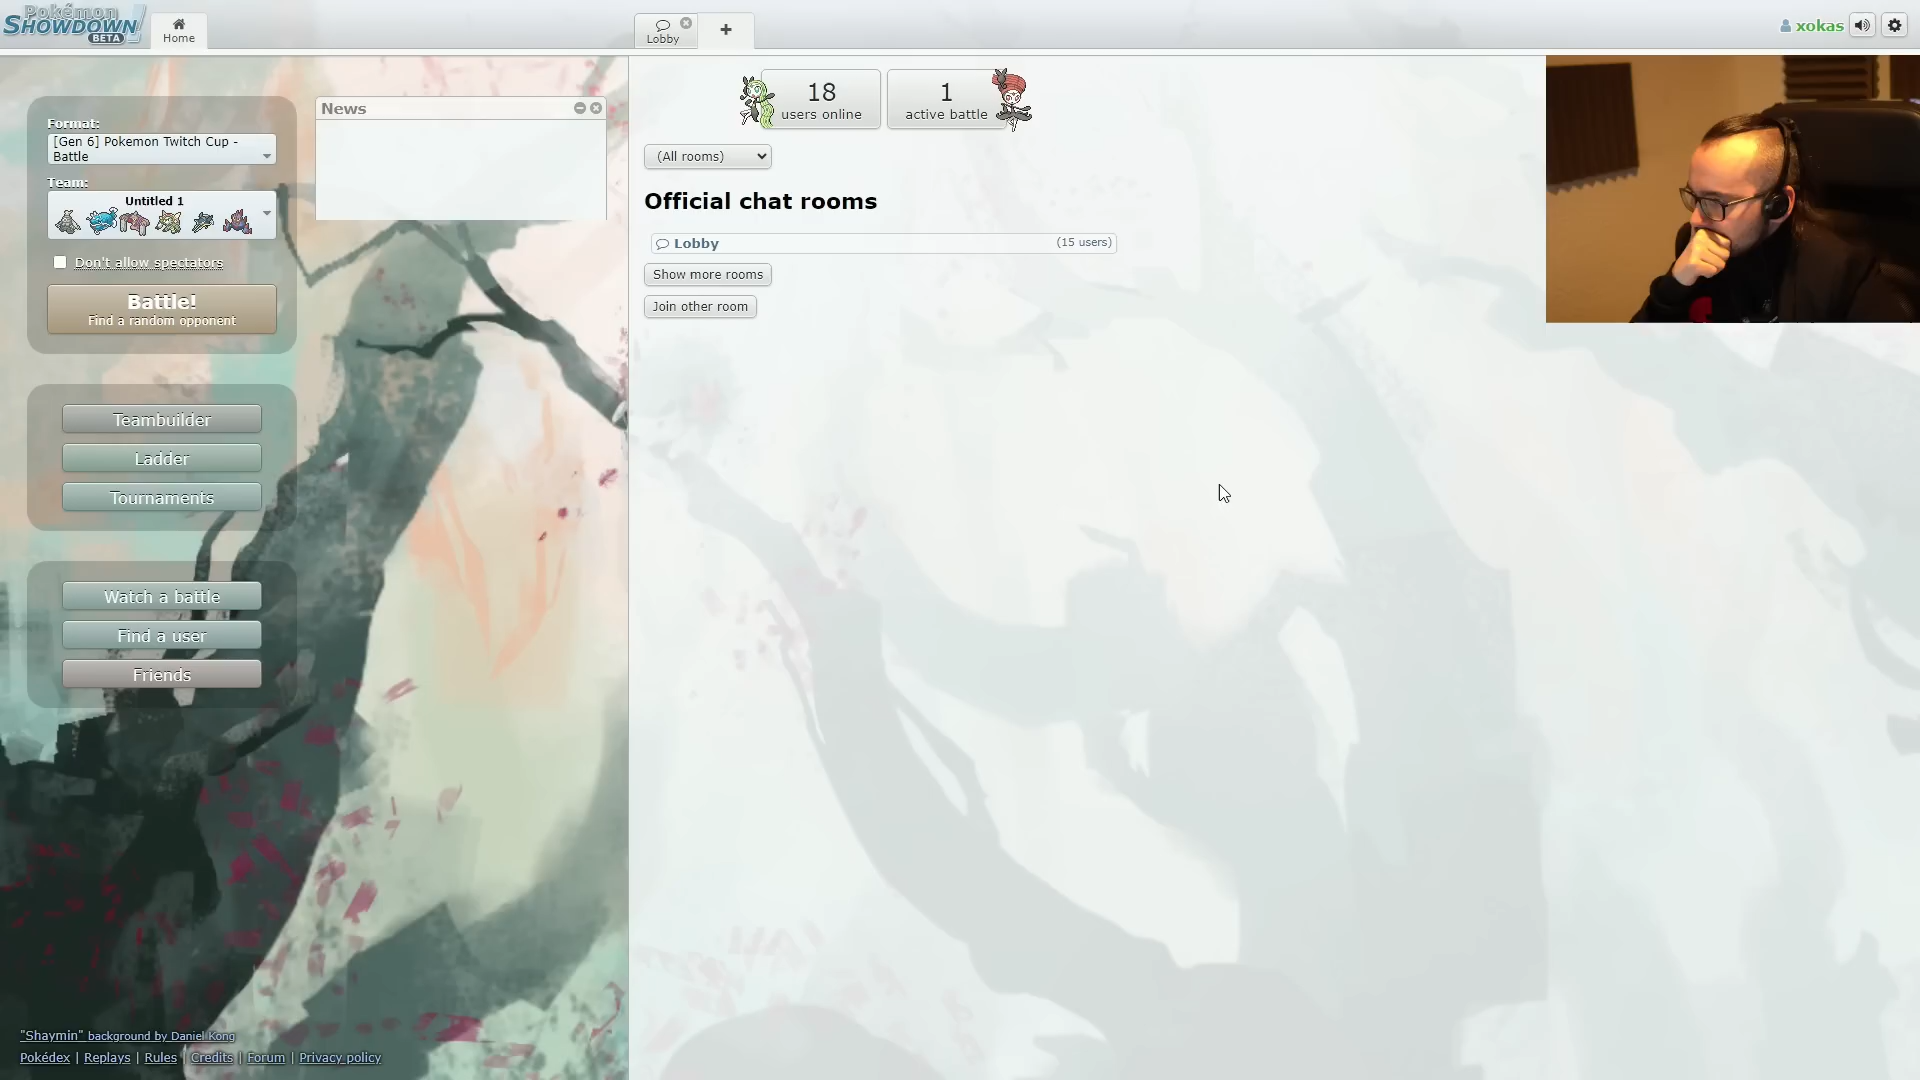 Pokémon
SHOWDOWN!
BETA
Home
Lobby
+
xokas
Format:
[Gen 6] Pokemon Twitch Cup -
Battle
Team:
Untitled 1
Don't allow spectators
Battle!
Find a random opponent
News
18
users online
1
active battle
(All rooms)
Official chat rooms
Lobby
(15 users)
Show more rooms
Join other room
Teambuilder
Ladder
Tournaments
Watch a battle
Find a user
Friends
"Shaymin" background by Daniel Kong
Pokédex | Replays | Rules | Credits | Forum | Privacy policy